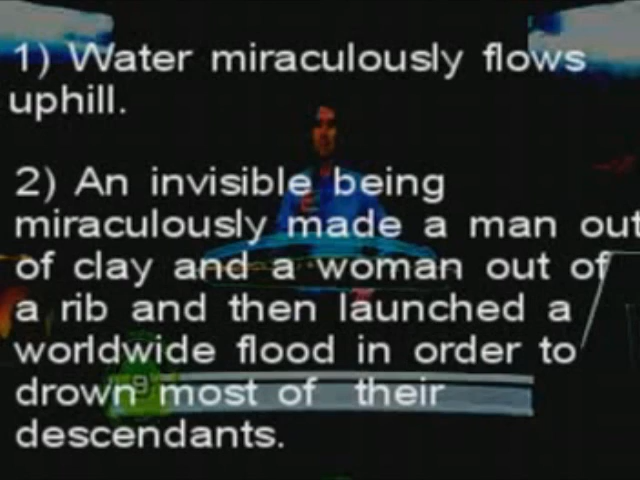 1) Water miraculously flows
uphill.
2) An invisible being
miraculously made a man out
of clay and a woman out of
a rib and then launched a
worldwide flood in order to
drown most of their
descendants.